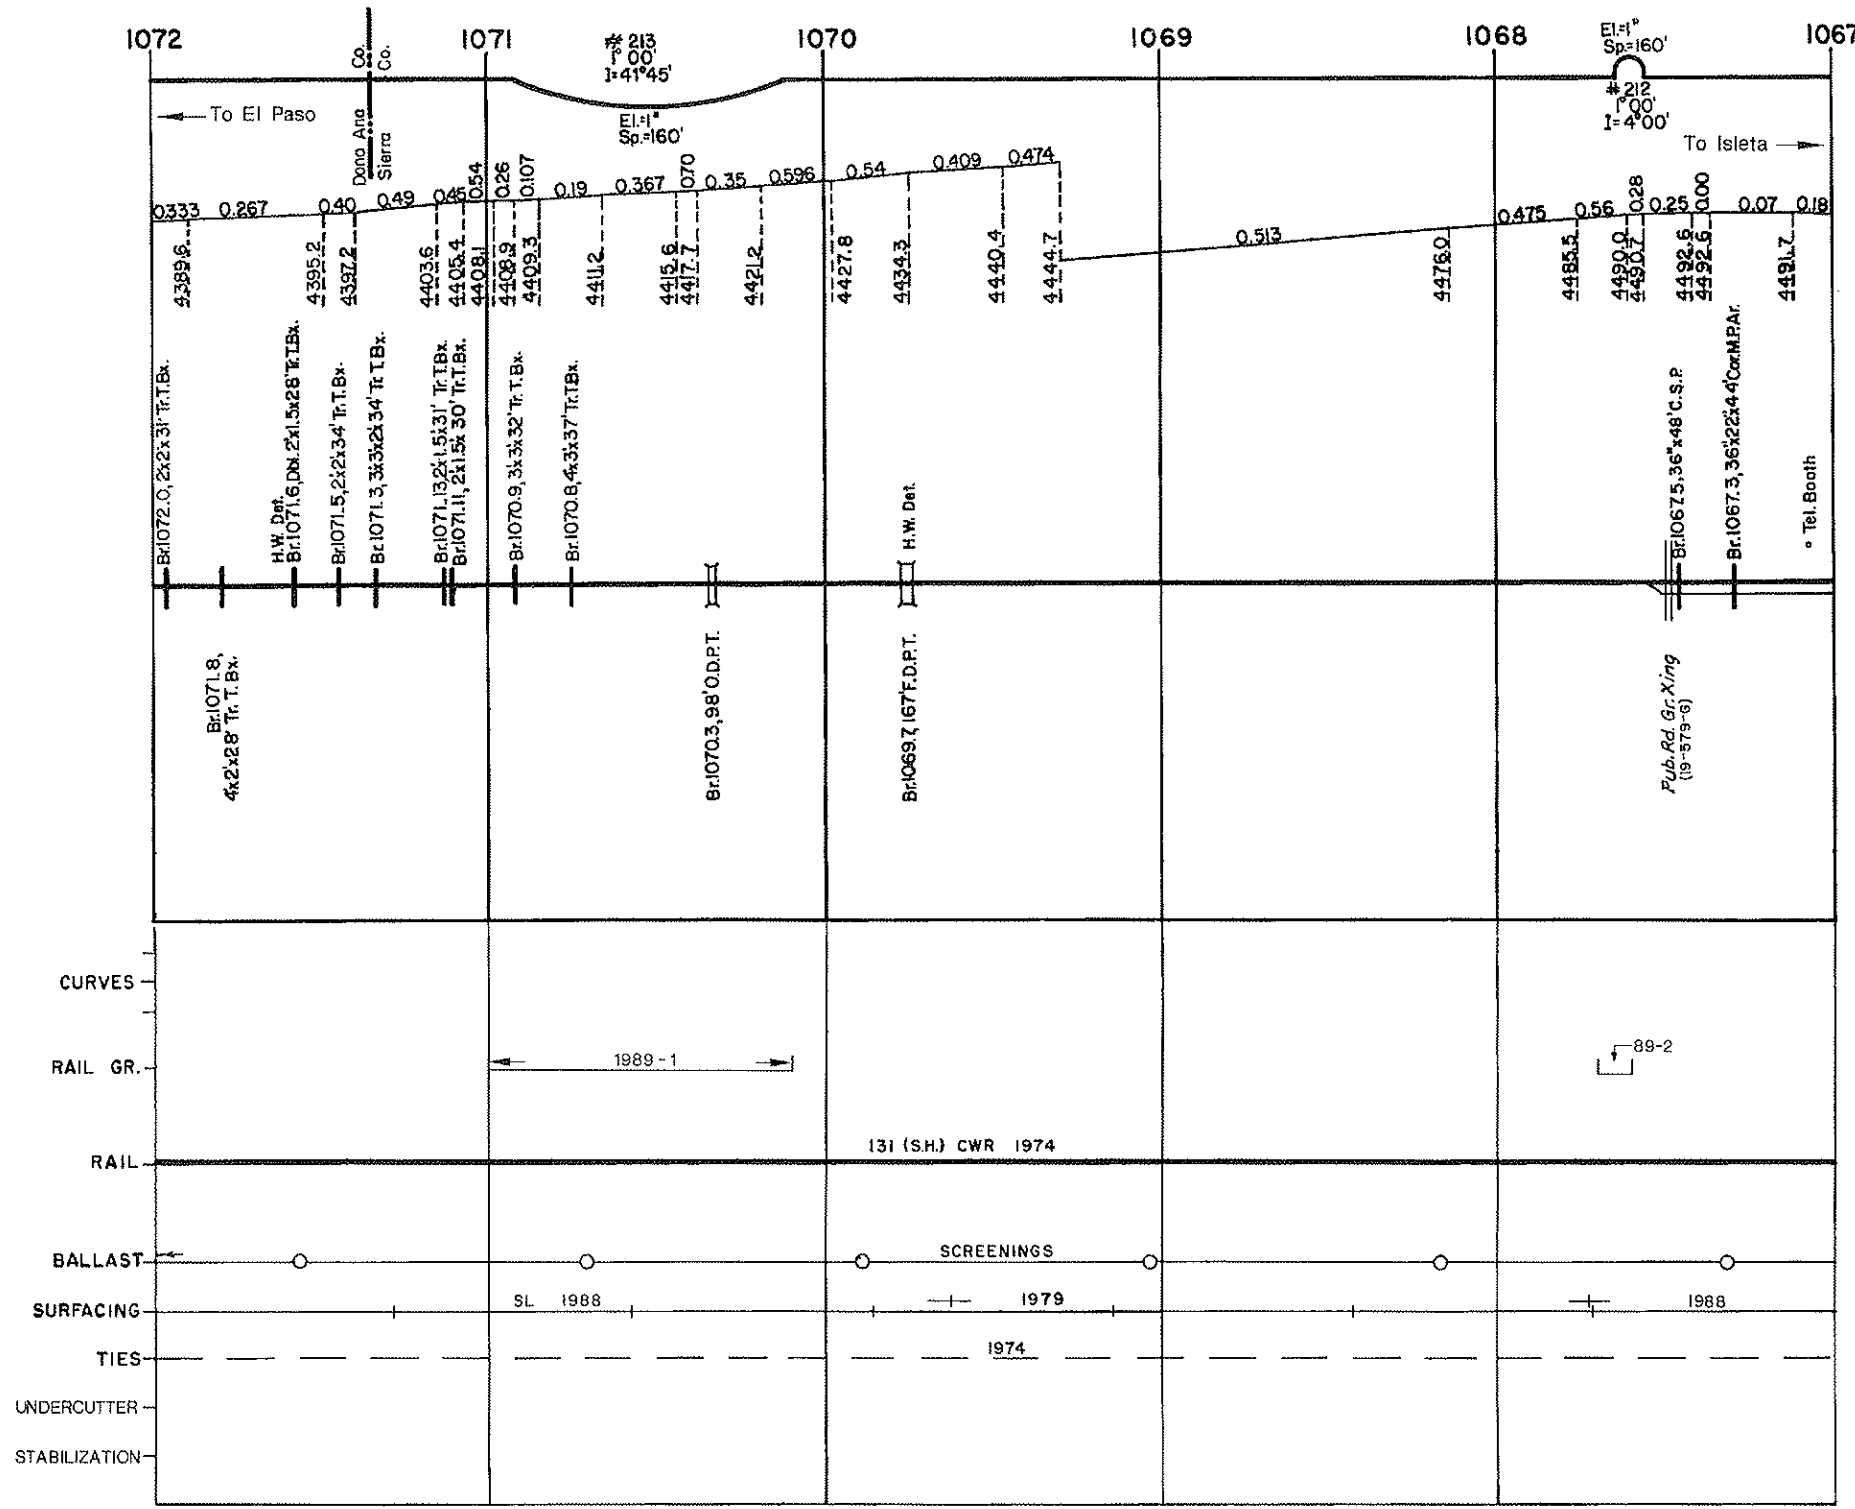 1072
1071
1070
1069
1068
1067
Dona Ana Co.
Sierra Co.
# 213
1° 00'
I=41°45'
El.=1"
Sp.=160'
El.=1"
Sp.=160'
# 212
1°00'
I=4°00'
To El Paso
To Isleta
0.333
0.267
0.40
0.49
0.45
0.54
0.26
0.107
0.19
0.367
0.70
0.35
0.596
0.54
0.409
0.474
0.513
0.475
0.56
0.28
0.25
0.00
0.07
0.18
4389.6
4395.2
4397.2
4403.6
4405.4
4408.1
4408.9
4409.3
4411.2
4415.6
4417.7
4421.2
4427.8
4434.3
4440.4
4444.7
4476.0
4485.5
4490.0
4490.7
4492.6
4492.6
4491.7
Br.1072.0, 2'x2'x31' Tr.T.Bx.
H.W. Det.
Br.1071.6, Dbl. 2'x1.5'x28' Tr.T.Bx.
Br.1071.5, 2'x2'x34' Tr.T.Bx.
Br.1071.3, 3'x3'x2'x34' Tr.T.Bx.
Br.1071.13, 2'x1.5'x31' Tr.T.Bx.
Br.1071.11, 2'x1.5'x 30' Tr.T.Bx.
Br.1070.9, 3'x3'x32' Tr.T.Bx.
Br.1070.8, 4'x3'x37' Tr.T.Bx.
H.W. Det.
Br.1067.5, 36"x48' C.S.P.
Br.1067.3, 36"x22"x44' Cor.M.P.Ar.
Tel. Booth
Br.1071.8,
4'x2'x28' Tr. T. Bx.
Br.1070.3, 98' O.D.P.T.
Br.1069.7, 167' F.D.P.T.
Pub. Rd. Gr. Xing
(19-579-G)
CURVES
RAIL GR.
1989-1
89-2
RAIL
131 (S.H.) CWR 1974
BALLAST
SCREENINGS
SURFACING
SL 1988
1979
1988
TIES
1974
UNDERCUTTER
STABILIZATION